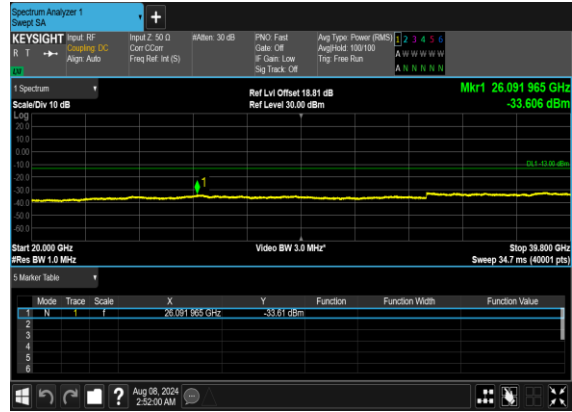 Spectrum Analyzer 1
Swept SA
KEYSIGHT Input: RF Input Z: 50 Ω #Atten: 30 dB PNO: Fast Avg Type: Power (RMS) 1 2 3 4 5 6
R T Coupling: DC Corr CCorr Gate: Off Avg|Hold: 100/100 A W W W W W
Align: Auto Freq Ref: Int (S) IF Gain: Low Trig: Free Run
Sig Track: Off A N N N N N
1 Spectrum
Ref Lvl Offset 18.81 dB Mkr1 26.091 965 GHz
Scale/Div 10 dB Ref Level 30.00 dBm -33.606 dBm
Log
20.0
10.0
0.00
-10.0
DL1 -13.00 dBm
-20.0
1
-30.0
-40.0
-50.0
-60.0
Start 20.000 GHz Video BW 3.0 MHz* Stop 39.800 GHz
#Res BW 1.0 MHz Sweep 34.7 ms (40001 pts)
5 Marker Table
Mode Trace Scale X Y Function Function Width Function Value
1 N 1 f 26.091 965 GHz -33.61 dBm
2
3
4
5
6
? Aug 08, 2024
2:52:00 AM